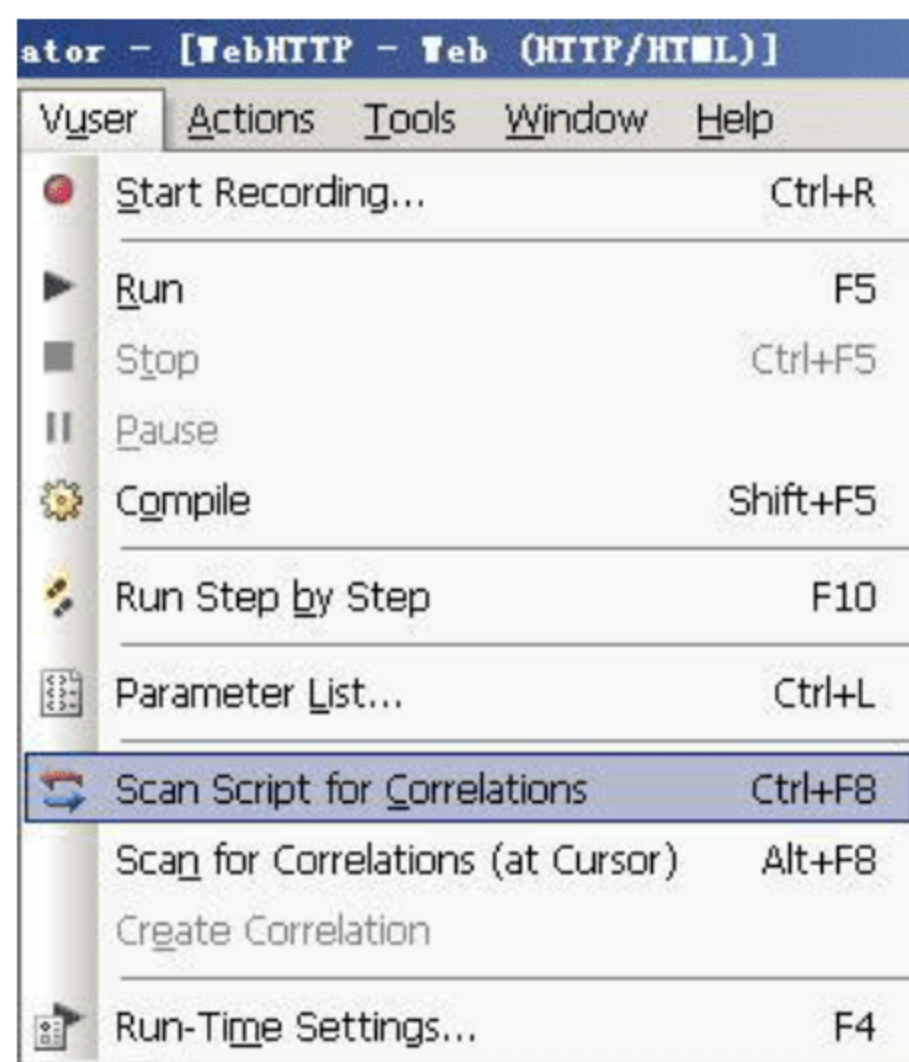 ator - [WebHTTP - Web (HTTP/HTML)]
Vuser Actions Tools Window Help
Start Recording... Ctrl+R
Run F5
Stop Ctrl+F5
Pause
Compile Shift+F5
Run Step by Step F10
Parameter List... Ctrl+L
Scan Script for Correlations Ctrl+F8
Scan for Correlations (at Cursor) Alt+F8
Create Correlation
Run-Time Settings... F4